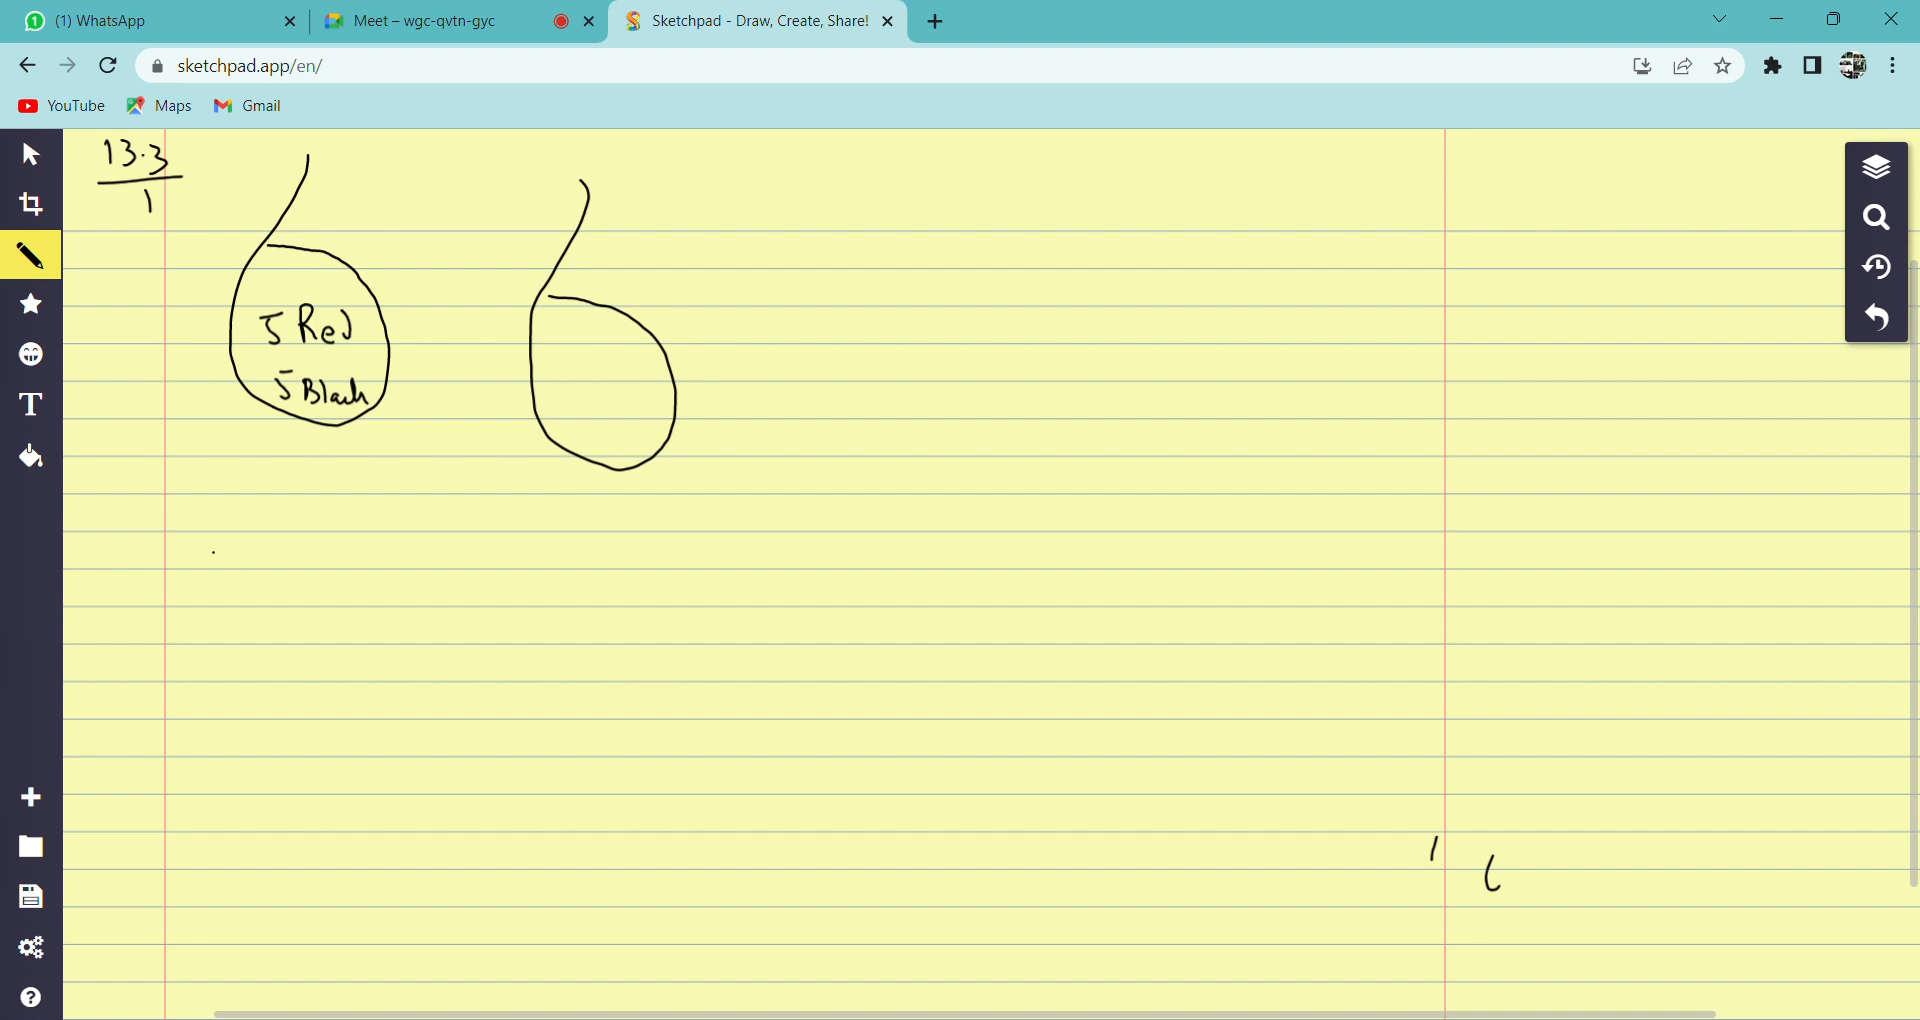 (1) WhatsApp
Meet – wgc-qvtn-gyc
Sketchpad - Draw, Create, Share!
sketchpad.app/en/
YouTube
Maps
Gmail
13.3
1
5 Red
5 Black
T